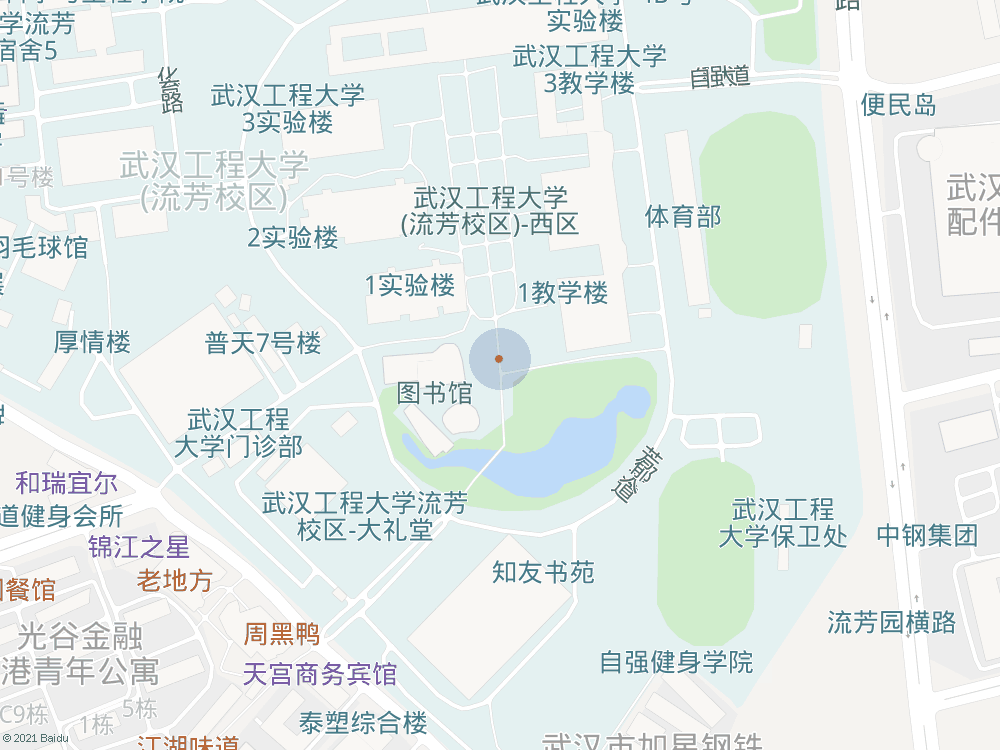 学流芳
宿舍5
化育路
实验楼
武汉工程大学
3教学楼
自强大道
路
武汉工程大学
3实验楼
便民岛
武汉工程大学
(流芳校区)
号楼
武汉工程大学
(流芳校区)-西区
体育部
武汉
配件
2实验楼
羽毛球馆
1实验楼
1教学楼
厚情楼
普天7号楼
图书馆
武汉工程
大学门诊部
和瑞宜尔
道健身会所
武汉工程大学流芳
校区-大礼堂
武汉工程
大学保卫处
中钢集团
锦江之星
老地方
餐馆
知友书苑
周黑鸭
流芳园横路
光谷金融
港青年公寓
天宫商务宾馆
自强健身学院
C9栋
1栋
5栋
泰塑综合楼
江湖味道
武汉市加星钢铁
© 2021 Baidu